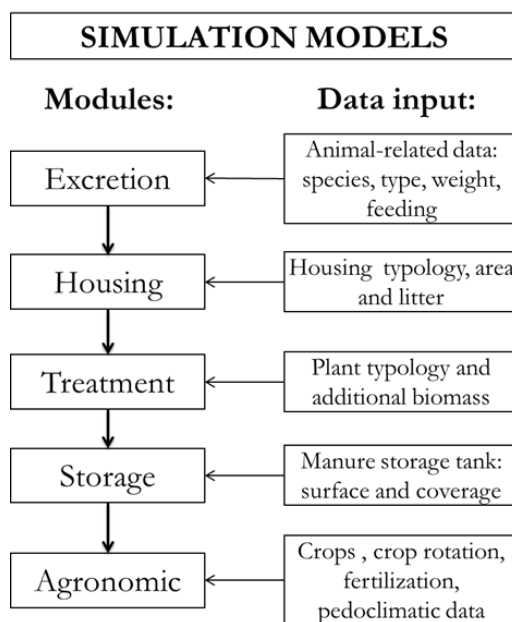 SIMULATION MODELS
Modules:
Data input:
Excretion
Animal-related data:
species, type, weight,
feeding
Housing
Housing typology, area
and litter
Treatment
Plant typology and
additional biomass
Storage
Manure storage tank:
surface and coverage
Agronomic
Crops , crop rotation,
fertilization,
pedoclimatic data